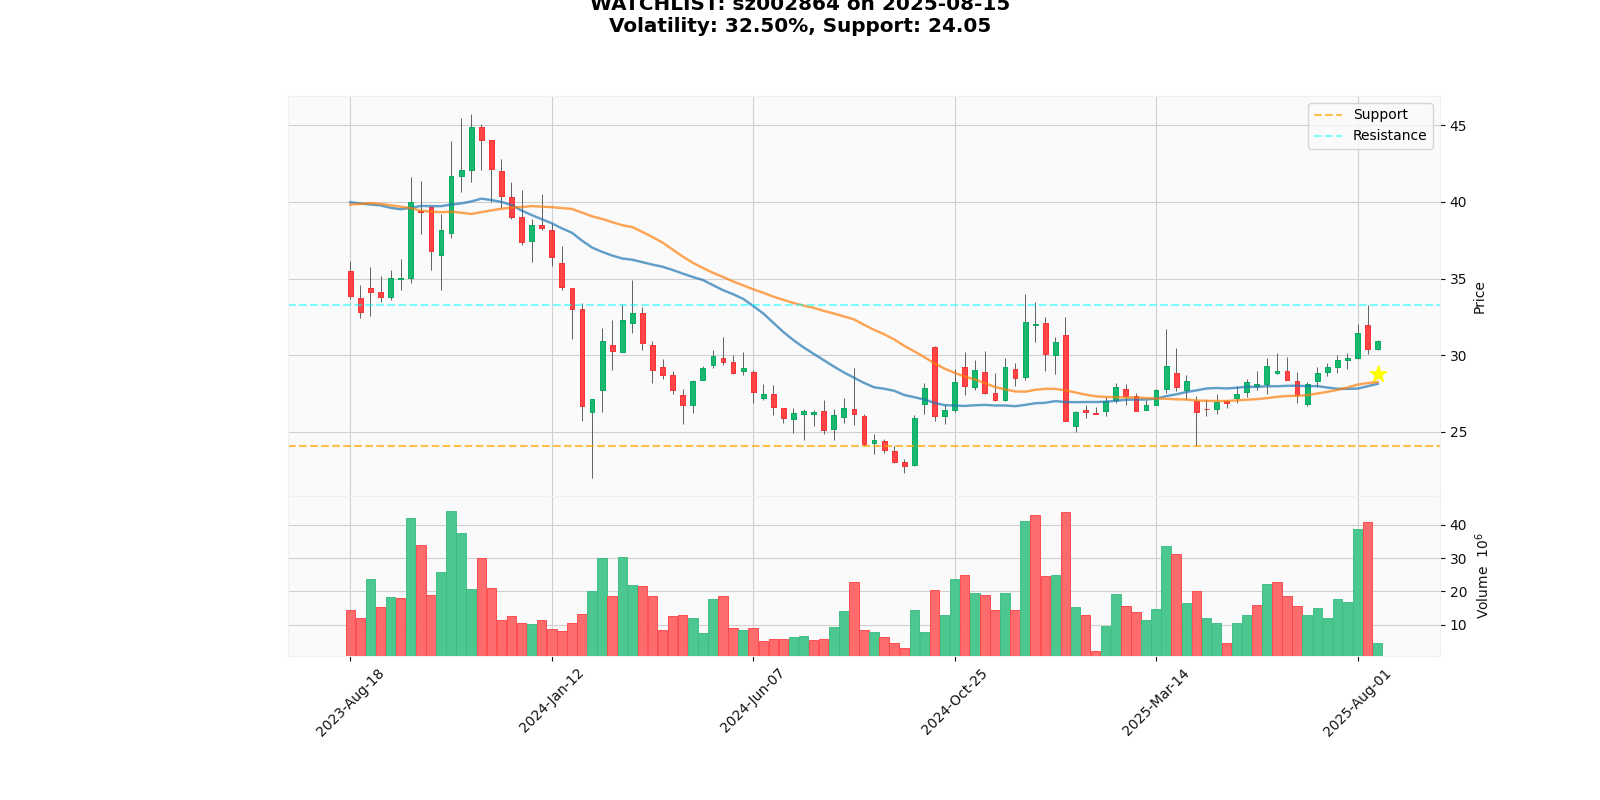 WATCHLIST: sz002864 on 2025-08-15
Volatility: 32.50%, Support: 24.05
Support
Resistance
45
40
35
30
25
Price
40
30
20
10
Volume 10^6
2023-Aug-18
2024-Jan-12
2024-Jun-07
2024-Oct-25
2025-Mar-14
2025-Aug-01